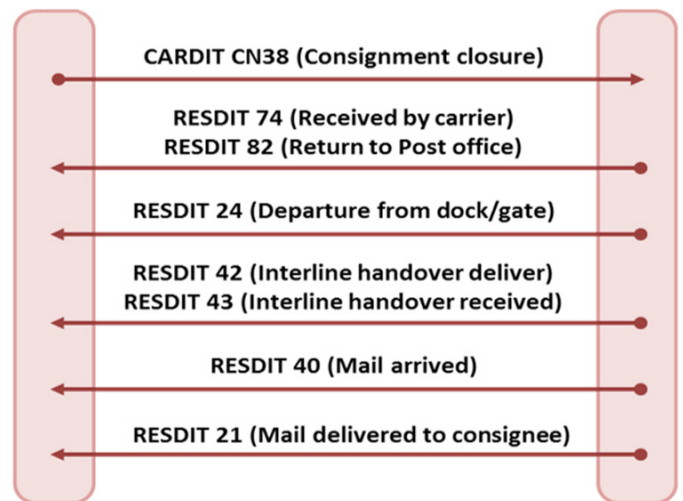 CARDIT CN38 (Consignment closure)
RESDIT 74 (Received by carrier)
RESDIT 82 (Return to Post office)
RESDIT 24 (Departure from dock/gate)
RESDIT 42 (Interline handover deliver)
RESDIT 43 (Interline handover received)
RESDIT 40 (Mail arrived)
RESDIT 21 (Mail delivered to consignee)